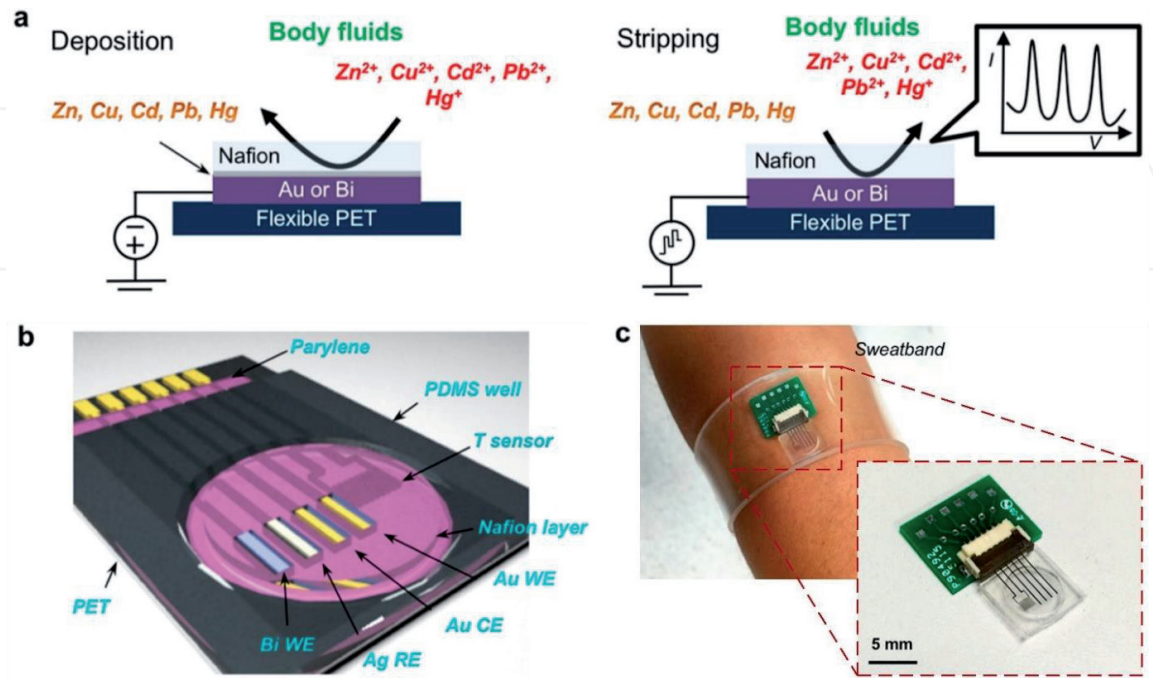 a
Deposition
Body fluids
Zn²⁺, Cu²⁺, Cd²⁺, Pb²⁺,
Hg⁺
Zn, Cu, Cd, Pb, Hg
Nafion
Au or Bi
Flexible PET
−
+
Stripping
Body fluids
Zn²⁺, Cu²⁺, Cd²⁺,
Pb²⁺, Hg⁺
Zn, Cu, Cd, Pb, Hg
I
V
Nafion
Au or Bi
Flexible PET
b
Parylene
PDMS well
T sensor
Nafion layer
Au WE
Au CE
Ag RE
Bi WE
PET
c
Sweatband
5 mm